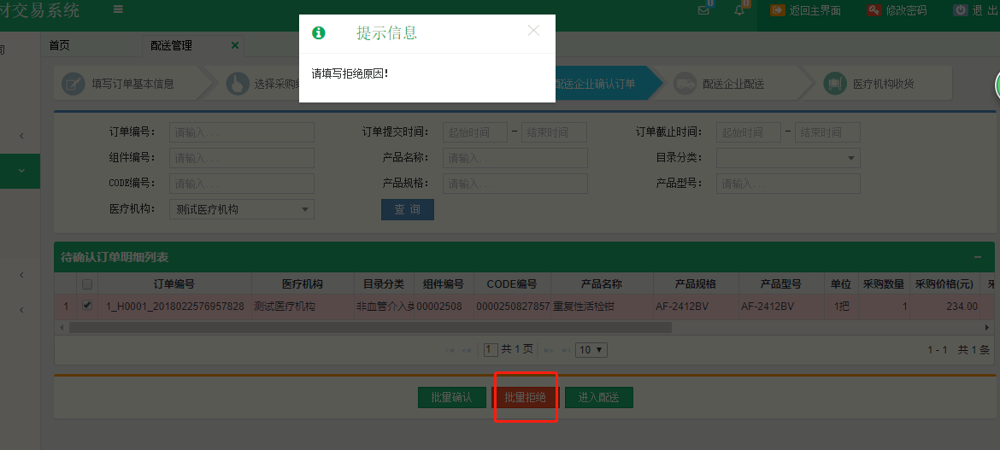 材交易系统
0
0
返回主界面
修改密码
退 出
司
首页
配送管理
提示信息
请填写拒绝原因!
填写订单基本信息
选择采购
配送企业确认订单
配送企业配送
医疗机构收货
订单编号:
请输入 . .
订单提交时间:
起始时间 - 结束时间
订单截止时间:
起始时间 - 结束时间
组件编号:
请输入 . .
产品名称:
请输入 . .
目录分类:
CODE编号:
请输入 . .
产品规格:
请输入 . .
产品型号:
请输入 . .
医疗机构:
测试医疗机构
查 询
待确认订单明细列表
订单编号 医疗机构 目录分类 组件编号 CODE编号 产品名称 产品规格 产品型号 单位 采购数量 采购价格(元)
1 1_H0001_2018022576957828 测试医疗机构 非血管介入 00002508 0000250827857 重复性活检钳 AF-2412BV AF-2412BV 1把 1 234.00
1 共 1 页 10
1 - 1 共 1 条
批量确认
批量拒绝
进入配送